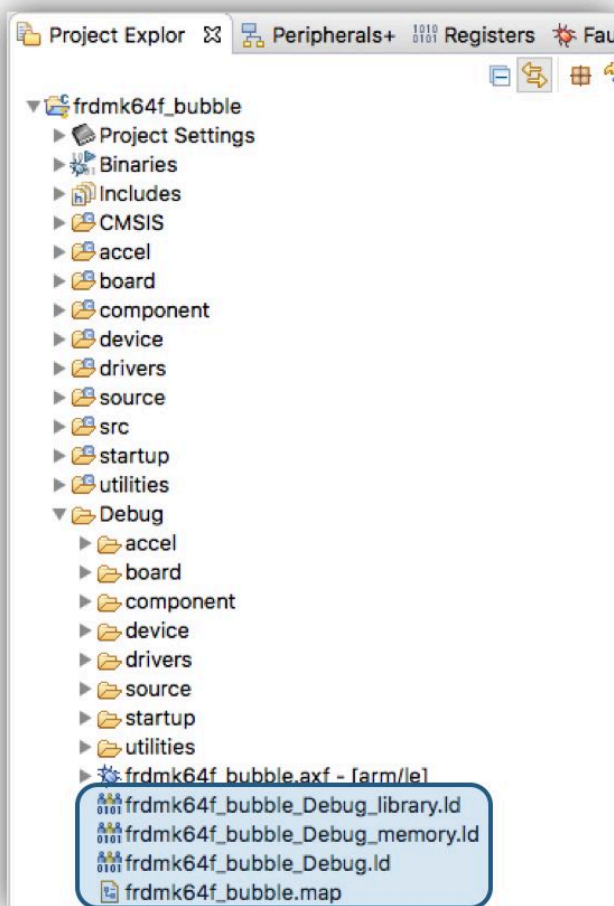 Project Explor Peripherals+ Registers Fau
frdmk64f_bubble
Project Settings
Binaries
Includes
CMSIS
accel
board
component
device
drivers
source
src
startup
utilities
Debug
accel
board
component
device
drivers
source
startup
utilities
frdmk64f_bubble.axf - [arm/le]
frdmk64f_bubble_Debug_library.ld
frdmk64f_bubble_Debug_memory.ld
frdmk64f_bubble_Debug.ld
frdmk64f_bubble.map